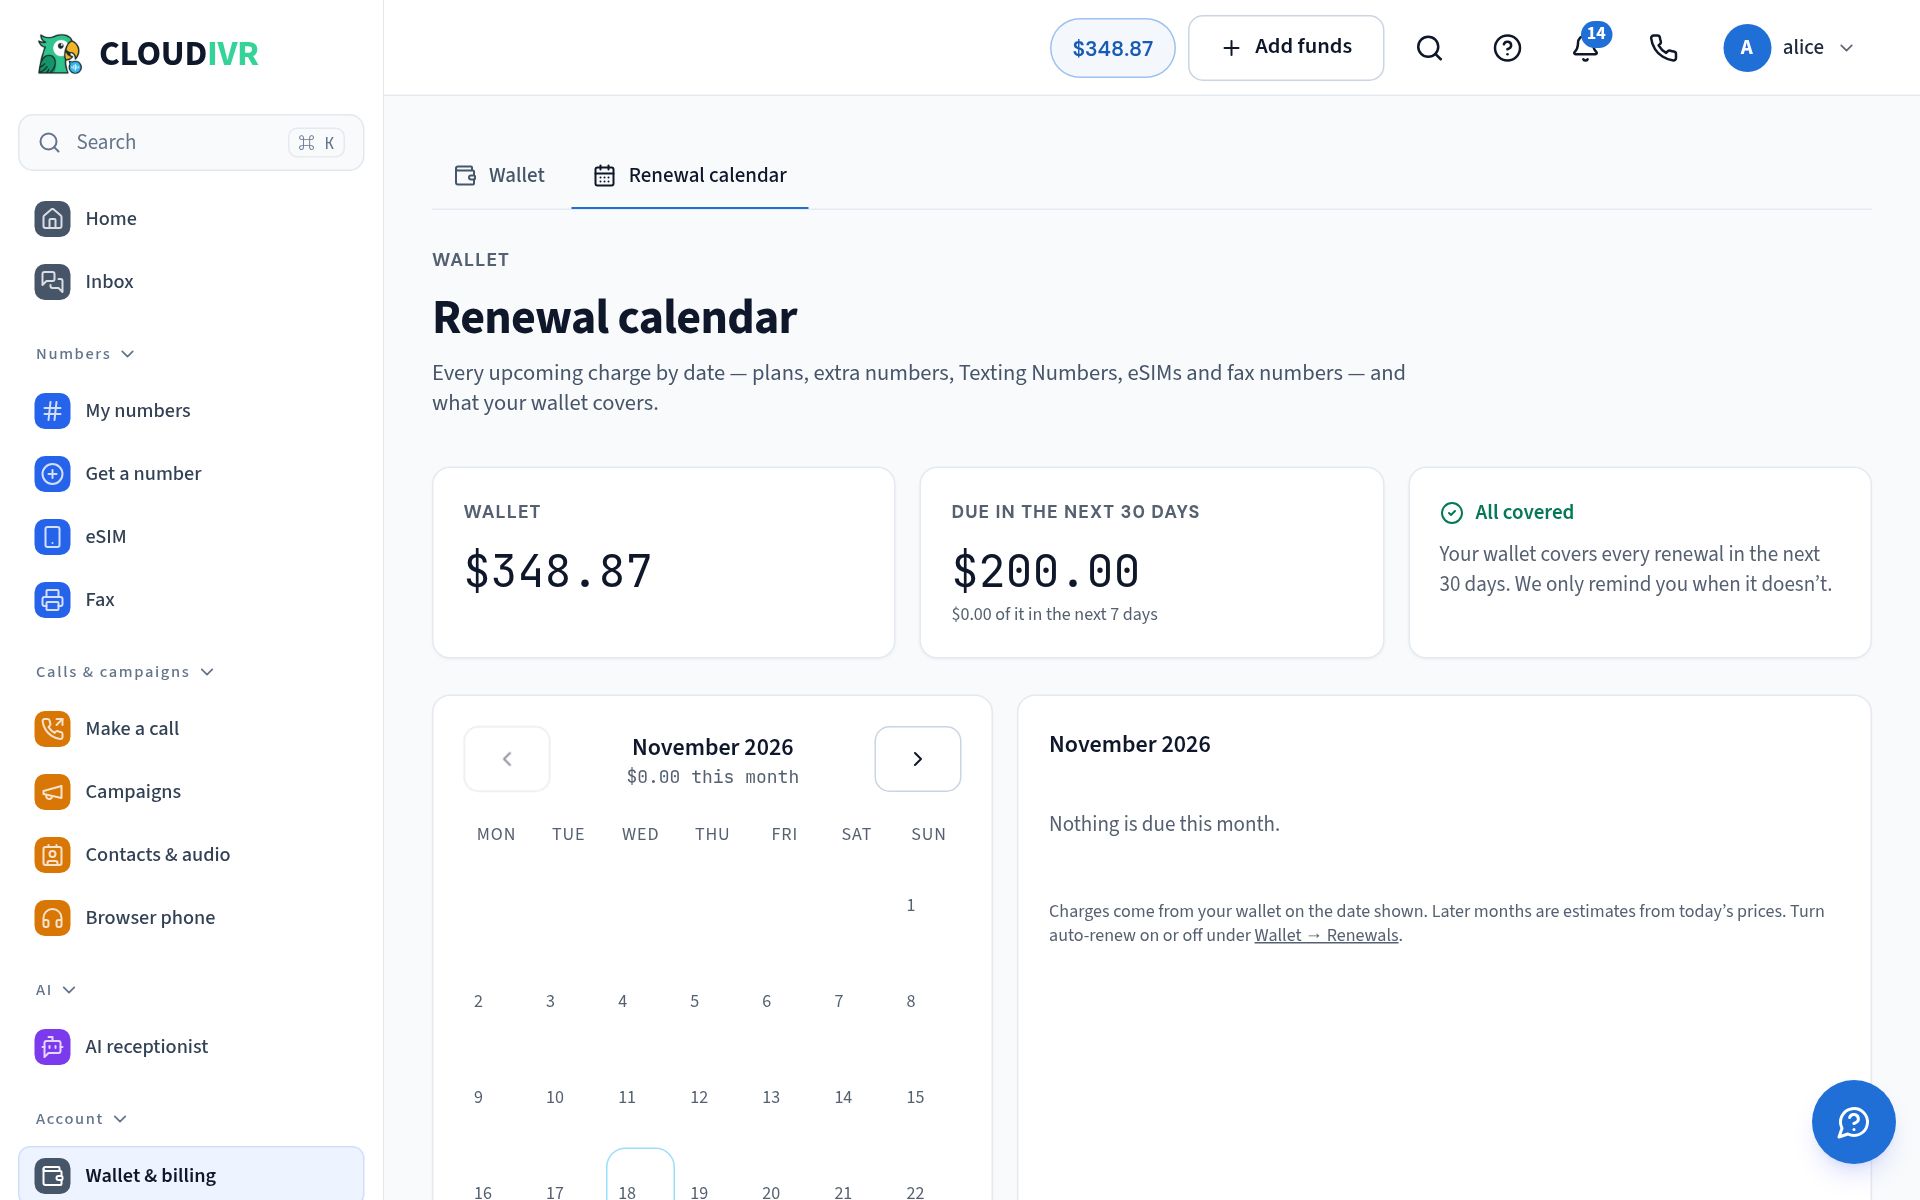 CLOUDIVR
Search
⌘ K
Home
Inbox
Numbers
My numbers
Get a number
eSIM
Fax
Calls & campaigns
Make a call
Campaigns
Contacts & audio
Browser phone
AI
AI receptionist
Account
Wallet & billing
$348.87
Add funds
14
A
alice
Wallet
Renewal calendar
WALLET
Renewal calendar
Every upcoming charge by date — plans, extra numbers, Texting Numbers, eSIMs and fax numbers — and
what your wallet covers.
WALLET
$348.87
DUE IN THE NEXT 30 DAYS
$200.00
$0.00 of it in the next 7 days
All covered
Your wallet covers every renewal in the next
30 days. We only remind you when it doesn’t.
November 2026
$0.00 this month
MON TUE WED THU FRI SAT SUN
1
2 3 4 5 6 7 8
9 10 11 12 13 14 15
16 17 18 19 20 21 22
November 2026
Nothing is due this month.
Charges come from your wallet on the date shown. Later months are estimates from today’s prices. Turn
auto-renew on or off under Wallet → Renewals.